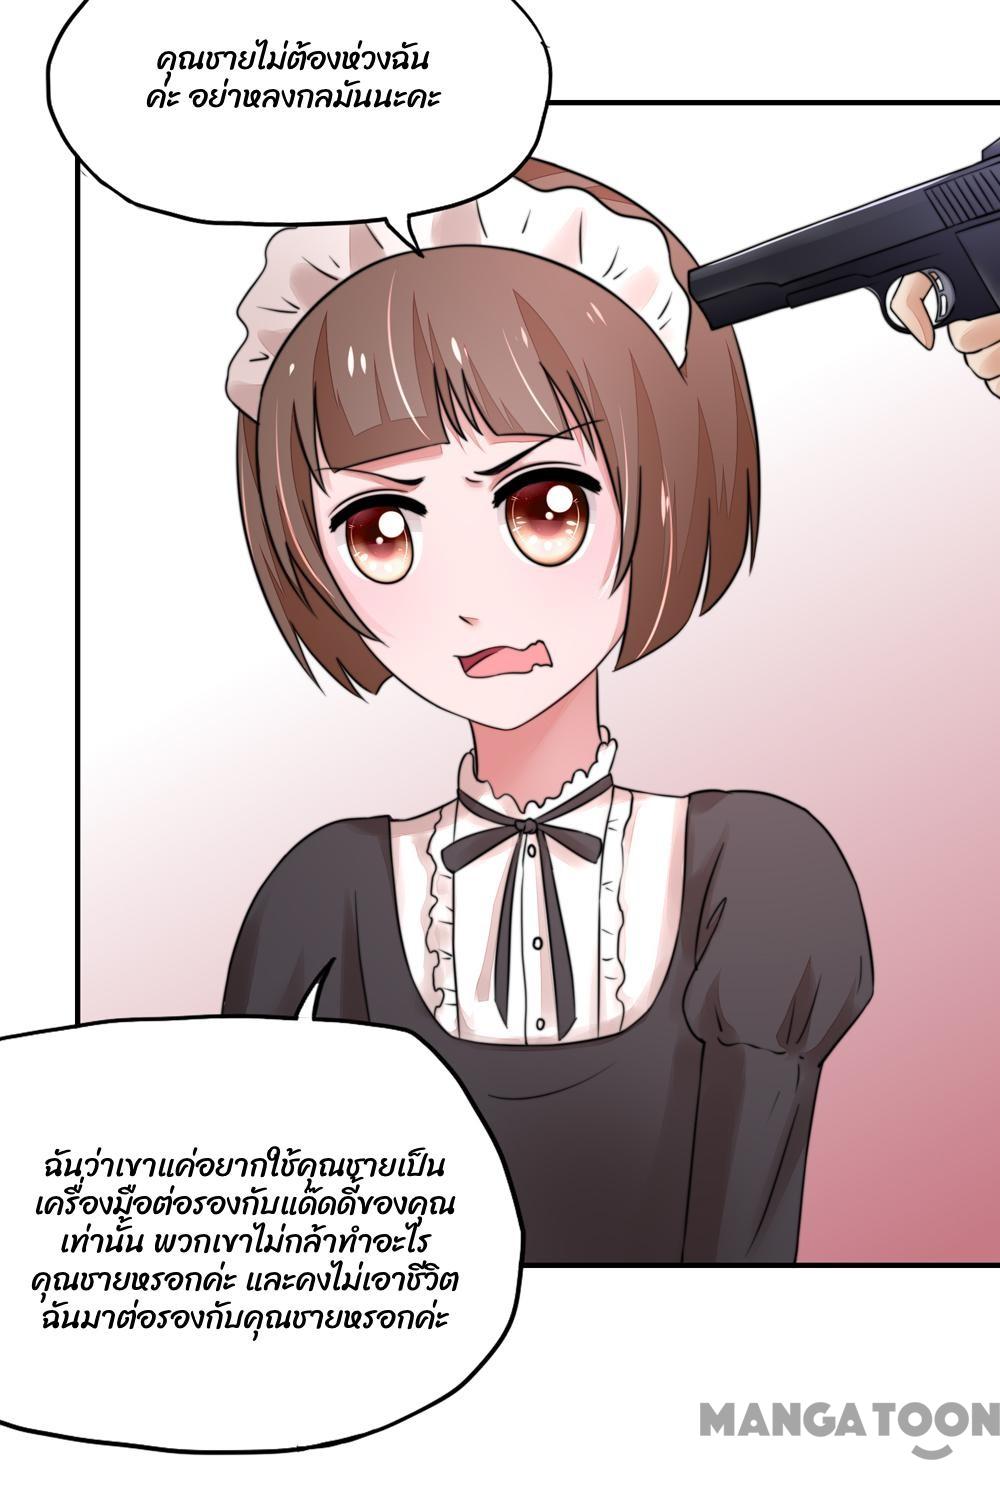 คุณชายไม่ต้องห่วงฉัน
ค่ะ อย่าหลงกลมันนะคะ
ฉันว่าเขาแค่อยากใช้คุณชายเป็น
เครื่องมือต่อรองกับแด๊ดดี้ของคุณ
เท่านั้น พวกเขาไม่กล้าทำอะไร
คุณชายหรอกค่ะ และคงไม่เอาชีวิต
ฉันมาต่อรองกับคุณชายหรอกค่ะ
MANGATOON